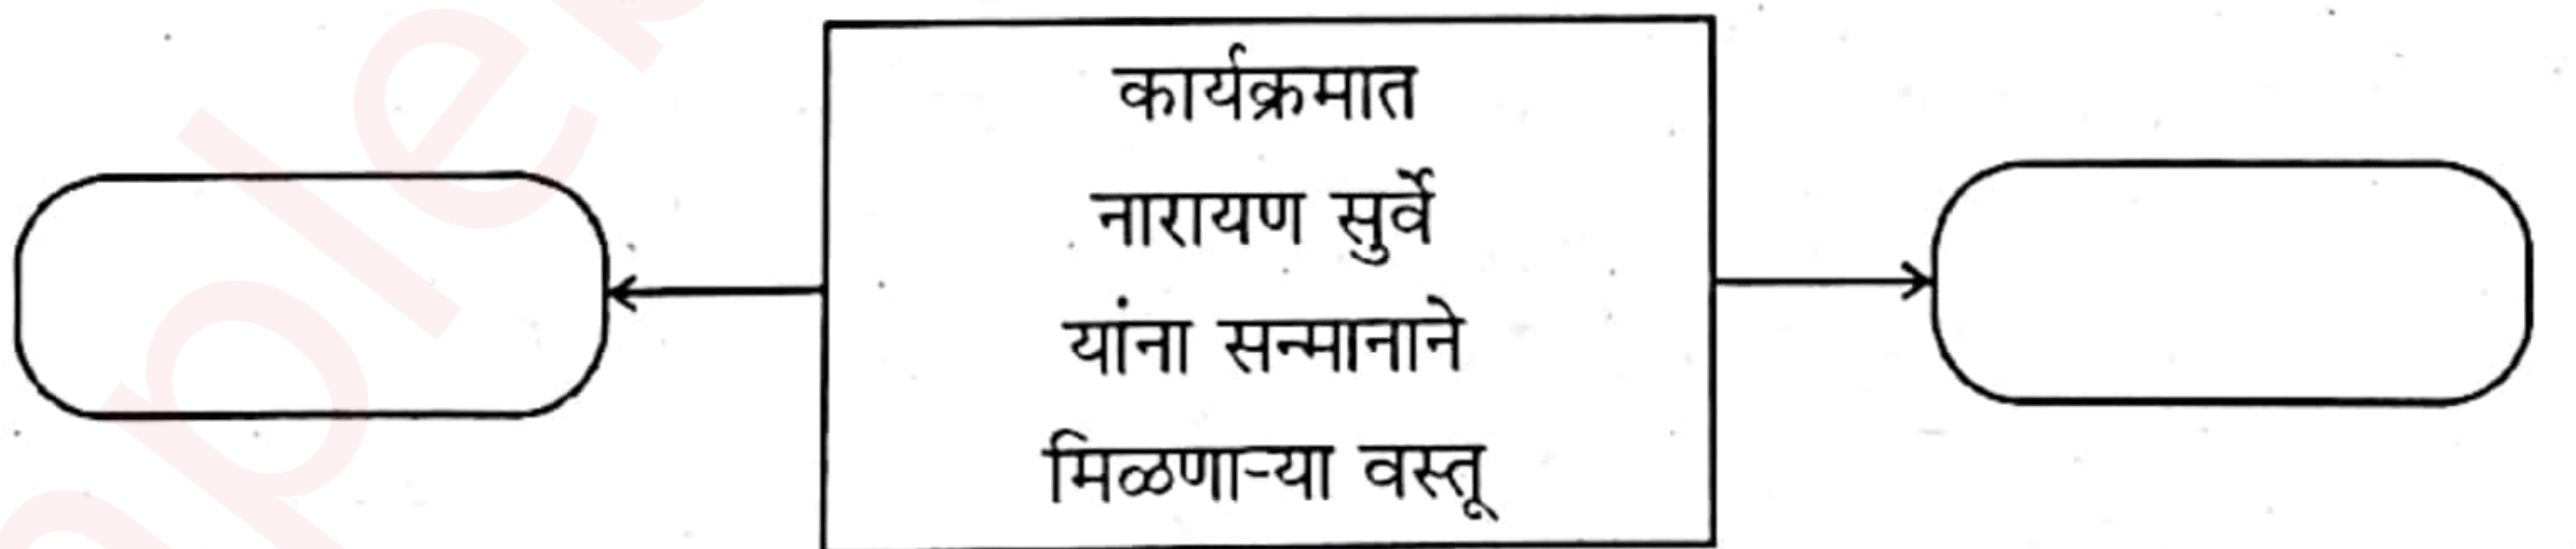 कार्यक्रमात
नारायण सुर्वे
यांना सन्मानाने
मिळणाऱ्या वस्तू